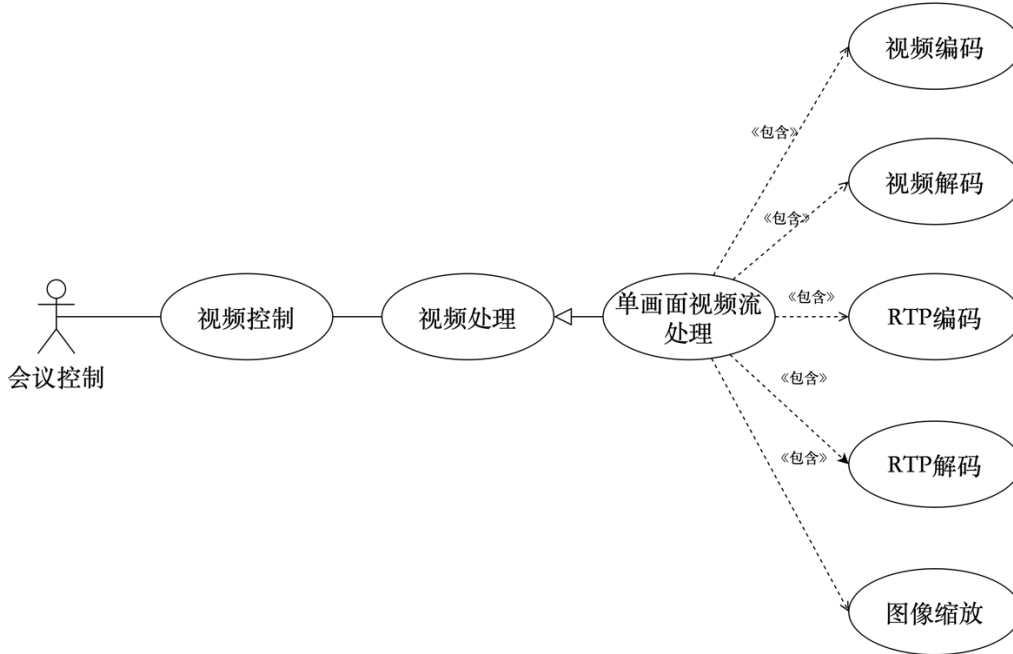 视频编码
《包含》
视频解码
《包含》
会议控制
视频控制
视频处理
单画面视频流
处理
《包含》
RTP编码
《包含》
RTP解码
《包含》
图像缩放